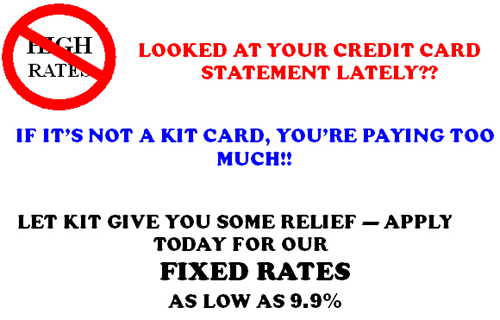 HIGH
RATES
LOOKED AT YOUR CREDIT CARD
STATEMENT LATELY??
IF IT'S NOT A KIT CARD, YOU'RE PAYING TOO
MUCH!!
LET KIT GIVE YOU SOME RELIEF — APPLY
TODAY FOR OUR
FIXED RATES
AS LOW AS 9.9%